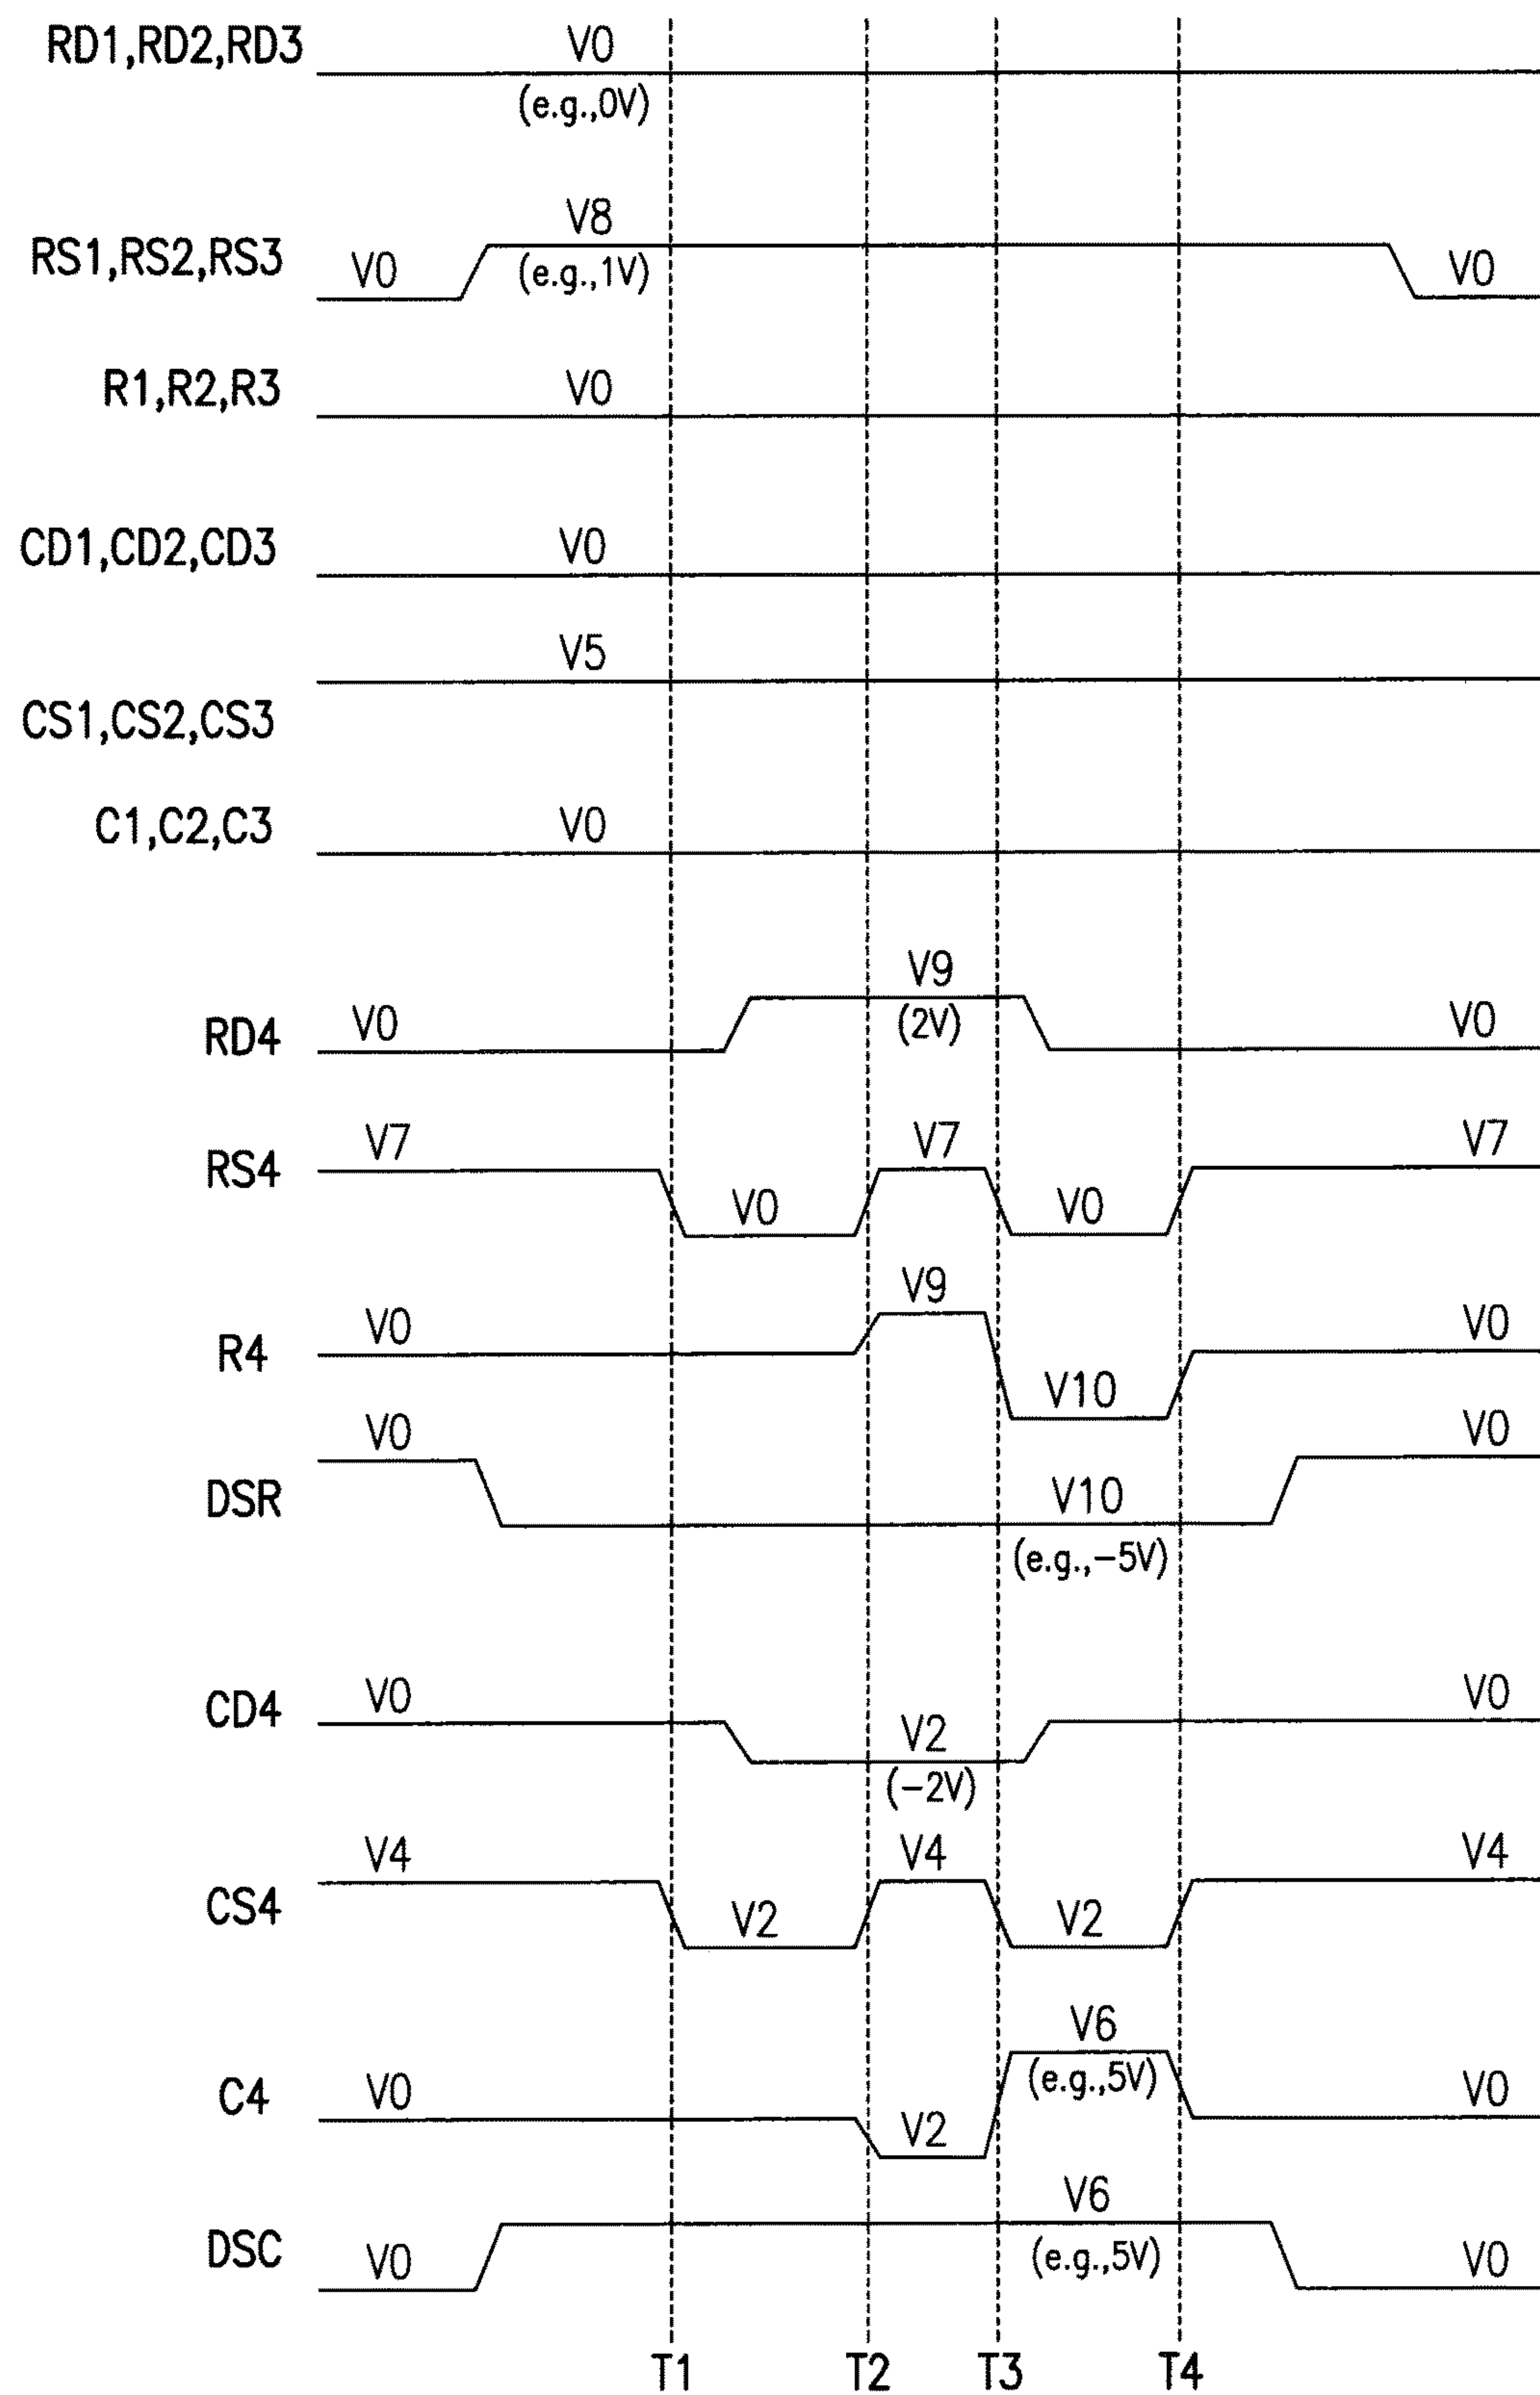 RD1,RD2,RD3
V0
(e.g.,0V)
RS1,RS2,RS3
V0
V8
(e.g.,1V)
V0
R1,R2,R3
V0
CD1,CD2,CD3
V0
V5
CS1,CS2,CS3
C1,C2,C3
V0
RD4
V0
V9
(2V)
V0
RS4
V7
V0
V7
V0
V7
R4
V0
V9
V10
V0
DSR
V0
V10
(e.g.,-5V)
V0
CD4
V0
V2
(-2V)
V0
CS4
V4
V2
V4
V2
V4
C4
V0
V2
V6
(e.g.,5V)
V0
DSC
V0
V6
(e.g.,5V)
V0
T1 T2 T3 T4